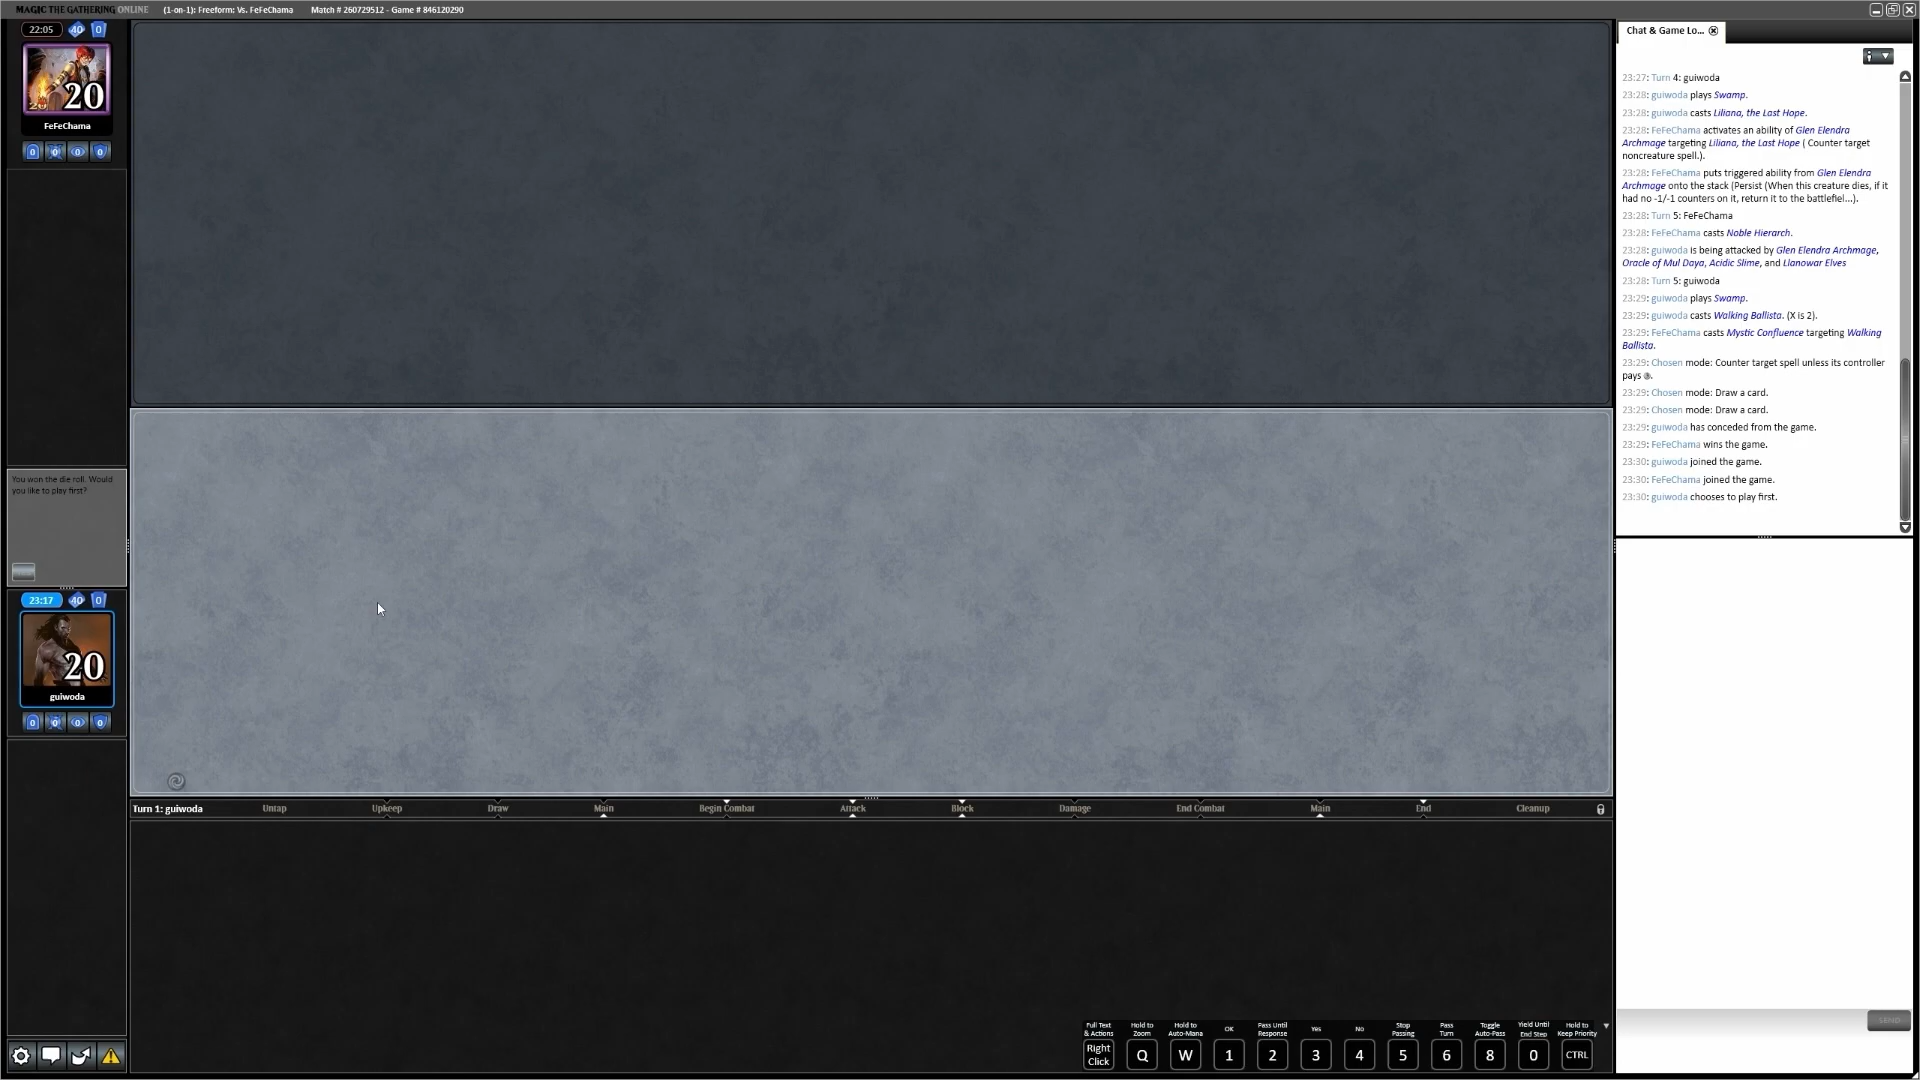 MAGIC THE GATHERING ONLINE (1-on-1): Freeform: Vs. FeFeChama Match # 260729512 - Game # 846120290
22:05 40 0
20
FeFeChama
0 0 0 0
You won the die roll. Would
you like to play first?
23:17 40 0
20
guiwoda
0 0 0 0
Turn 1: guiwoda Untap Upkeep Draw Main Begin Combat Attack Block Damage End Combat Main End Cleanup
Full Text
& Actions
Right
Click
Hold to
Zoom
Q
Hold to
Auto-Mana
W
OK
1
Pass Until
Response
2
Yes
3
No
4
Stop
Passing
5
Pass
Turn
6
Toggle
Auto-Pass
8
Yield Until
End Step
0
Hold to
Keep Priority
CTRL
Chat & Game Lo...
23:27: Turn 4: guiwoda
23:28: guiwoda plays Swamp.
23:28: guiwoda casts Liliana, the Last Hope.
23:28: FeFeChama activates an ability of Glen Elendra
Archmage targeting Liliana, the Last Hope ( Counter target
noncreature spell.).
23:28: FeFeChama puts triggered ability from Glen Elendra
Archmage onto the stack (Persist (When this creature dies, if it
had no -1/-1 counters on it, return it to the battlefiel...).
23:28: Turn 5: FeFeChama
23:28: FeFeChama casts Noble Hierarch.
23:28: guiwoda is being attacked by Glen Elendra Archmage,
Oracle of Mul Daya, Acidic Slime, and Llanowar Elves
23:28: Turn 5: guiwoda
23:29: guiwoda plays Swamp.
23:29: guiwoda casts Walking Ballista. (X is 2).
23:29: FeFeChama casts Mystic Confluence targeting Walking
Ballista.
23:29: Chosen mode: Counter target spell unless its controller
pays
23:29: Chosen mode: Draw a card.
23:29: Chosen mode: Draw a card.
23:29: guiwoda has conceded from the game.
23:29: FeFeChama wins the game.
23:30: guiwoda joined the game.
23:30: FeFeChama joined the game.
23:30: guiwoda chooses to play first.
SEND